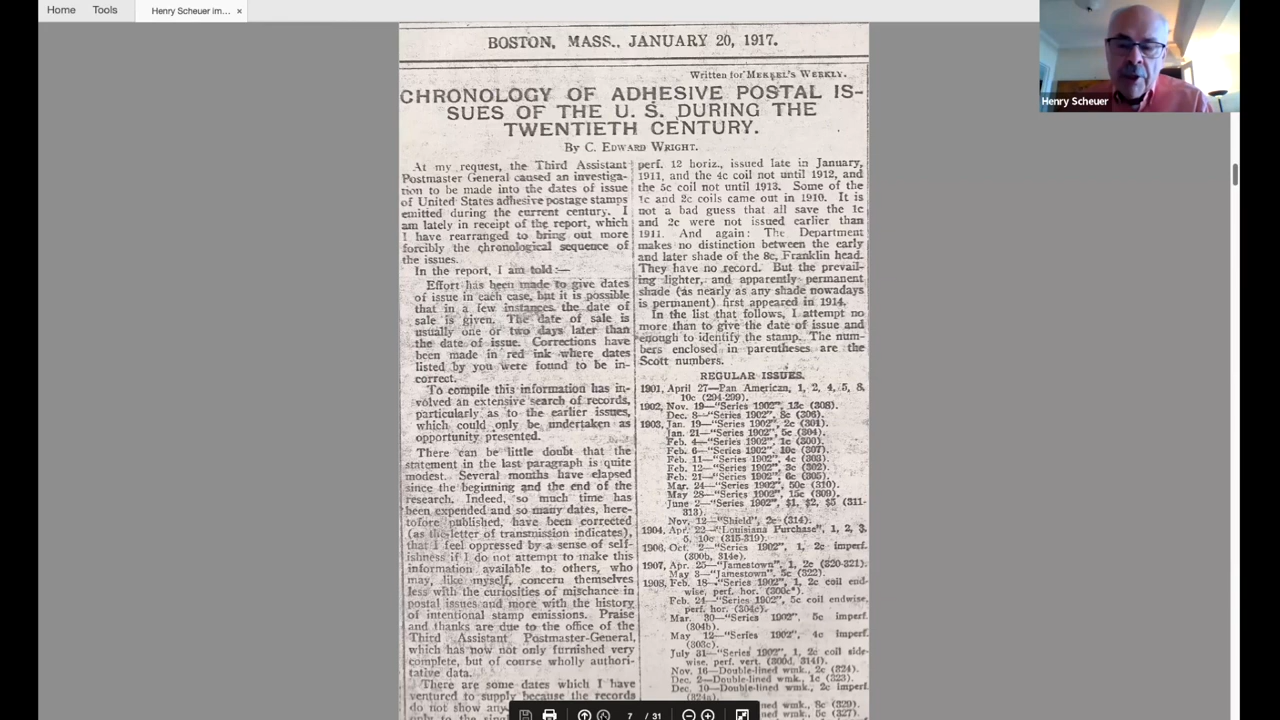 Home
Tools
Henry Scheuer im...
×
Henry Scheuer
BOSTON, MASS., JANUARY 20, 1917.
Written for MEKEEL'S WEEKLY.
CHRONOLOGY OF ADHESIVE POSTAL IS-
SUES OF THE U. S. DURING THE
TWENTIETH CENTURY.
By C. EDWARD WRIGHT.
At my request, the Third Assistant
Postmaster General caused an investiga-
tion to be made into the dates of issue
of United States adhesive postage stamps
emitted during the current century. I
am lately in receipt of the report, which
I have rearranged to bring out more
forcibly the chronological sequence of
the issues.
In the report, I am told:—
Effort has been made to give dates
of issue in each case, but it is possible
that in a few instances the date of
sale is given. The date of sale is
usually one or two days later than
the date of issue. Corrections have
been made in red ink where dates
listed by you were found to be in-
correct.
To compile this information has in-
volved an extensive search of records,
particularly as to the earlier issues,
which could only be undertaken as
opportunity presented.
There can be little doubt that the
statement in the last paragraph is quite
modest. Several months have elapsed
since the beginning and the end of the
research. Indeed, so much time has
been expended and so many dates, here-
tofore published, have been corrected
(as the letter of transmission indicates),
that I feel oppressed by a sense of self-
ishness if I do not attempt to make this
information available to others, who
may, like myself, concern themselves
less with the curiosities of mischance in
postal issues and more with the history
of intentional stamp emissions. Praise
and thanks are due to the office of the
Third Assistant Postmaster-General,
which has now not only furnished very
complete, but of course wholly authori-
tative data.
There are some dates which I have
ventured to supply because the records
do not show any
perf. 12 horiz., issued late in January,
1911, and the 4c coil not until 1912, and
the 5c coil not until 1913. Some of the
1c and 2c coils came out in 1910. It is
not a bad guess that all save the 1c
and 2c were not issued earlier than
1911. And again: The Department
makes no distinction between the early
and later shade of the 8c, Franklin head.
They have no record. But the prevail-
ing lighter, and apparently permanent
shade (as nearly as any shade nowadays
is permanent) first appeared in 1914.
In the list that follows, I attempt no
more than to give the date of issue and
enough to identify the stamp. The num-
bers enclosed in parentheses are the
Scott numbers.
REGULAR ISSUES.
1901, April 27—Pan American, 1, 2, 4, 5, 8,
10c (294-299).
1902, Nov. 19—"Series 1902", 13c (308).
Dec. 8—"Series 1902", 8c (306).
1903, Jan. 19—"Series 1902", 2c (301).
Jan. 21—"Series 1902", 5c (304).
Feb. 4—"Series 1902", 1c (300).
Feb. 6—"Series 1902", 10c (307).
Feb. 11—"Series 1902", 4c (303).
Feb. 12—"Series 1902", 3c (302).
Feb. 21—"Series 1902", 6c (305).
Mar. 24—"Series 1902", 50c (310).
May 28—"Series 1902", 15c (309).
June 2—"Series 1902", $1, $2, $5 (311-
313).
Nov. 12—"Shield", 2c (314).
1904, Apr. 22—"Louisiana Purchase", 1, 2, 3,
5, 10c (315-319).
1906, Oct. 2—"Series 1902", 1, 2c imperf.
(300b, 314e).
1907, Apr. 25—"Jamestown", 1, 2c (320-321).
May 3—"Jamestown", 5c (322).
1908, Feb. 18—"Series 1902", 1, 2c coil end-
wise, perf. hor.
Feb. 24—"Series 1902", 5c coil endwise,
perf. hor. (304c).
Mar. 30—"Series 1902", 5c imperf.
(304b).
May 12—"Series 1902", 4c imperf.
(303c).
July 31—"Series 1902", 1, 2c coil side-
wise, perf. vert. (300d, 314f).
Nov. 16—Double-lined wmk., 2c (324).
Dec. 2—Double-lined wmk., 1c (323).
Dec. 10—Double-lined wmk., 2c imperf.
ned wmk., 8c (329).
ned wmk., 5c (327).
7 / 31